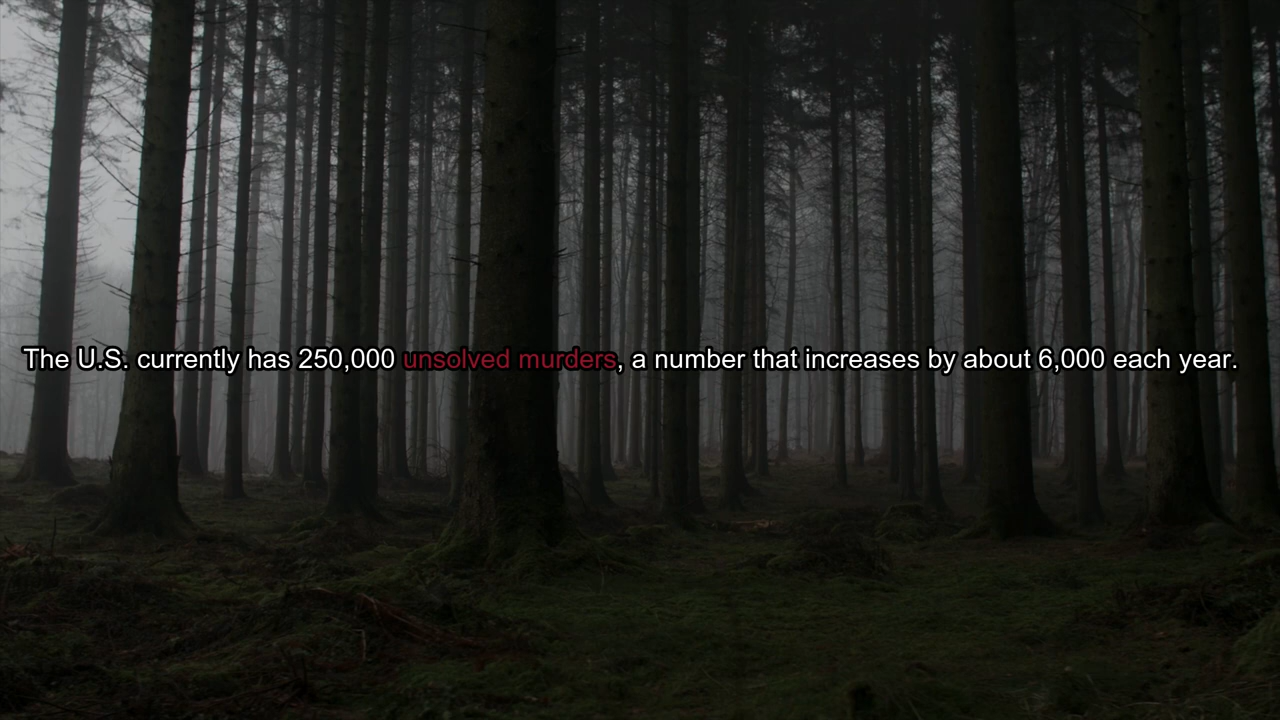 The U.S. currently has 250,000 unsolved murders, a number that increases by about 6,000 each year.